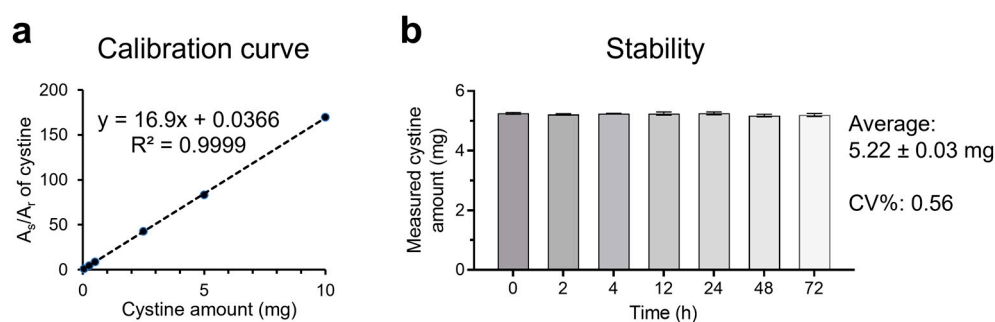 a
Calibration curve
200
150
100
50
0
A_s/A_r of cystine
y = 16.9x + 0.0366
R² = 0.9999
0 5 10
Cystine amount (mg)
b
Stability
6
4
2
0
Measured cystine
amount (mg)
0 2 4 12 24 48 72
Time (h)
Average:
5.22 ± 0.03 mg
CV%: 0.56